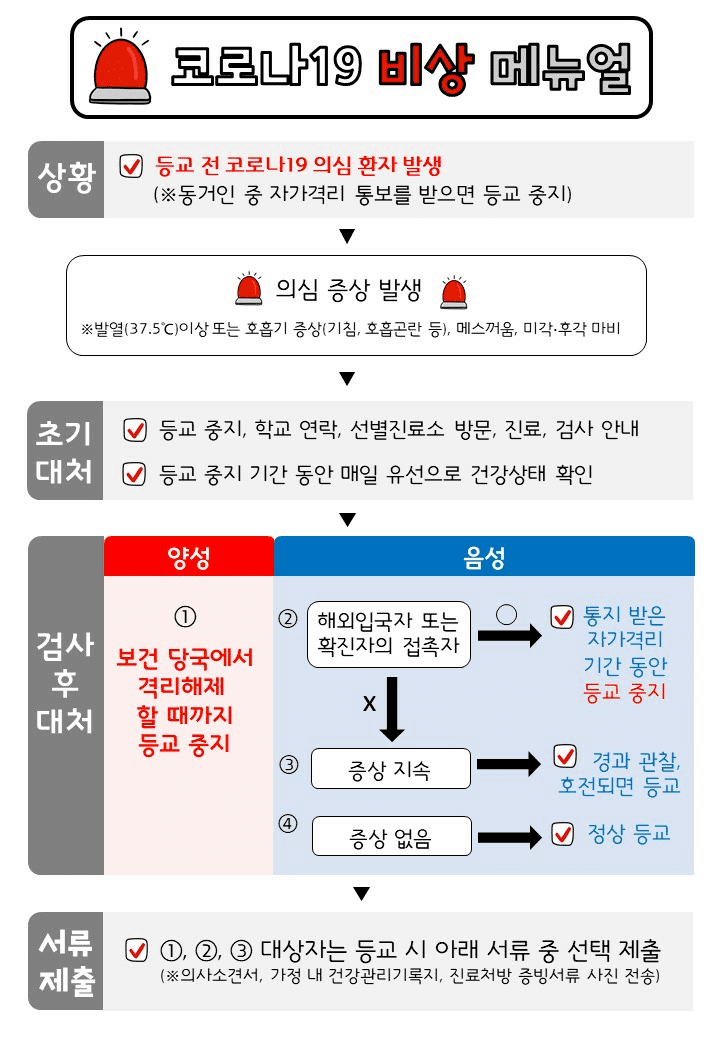 코로나19 비상 메뉴얼
상황
등교 전 코로나19 의심 환자 발생
(※동거인 중 자가격리 통보를 받으면 등교 중지)
▼
의심 증상 발생
※발열(37.5℃)이상 또는 호흡기 증상(기침, 호흡곤란 등), 메스꺼움, 미각·후각 마비
▼
초기
대처
등교 중지, 학교 연락, 선별진료소 방문, 진료, 검사 안내
등교 중지 기간 동안 매일 유선으로 건강상태 확인
▼
검사
후
대처
양성
①
보건 당국에서
격리해제
할 때까지
등교 중지
음성
②
해외입국자 또는
확진자의 접촉자
○
통지 받은
자가격리
기간 동안
등교 중지
X
③
증상 지속
경과 관찰,
호전되면 등교
④
증상 없음
정상 등교
▼
서류
제출
①, ②, ③ 대상자는 등교 시 아래 서류 중 선택 제출
(※의사소견서, 가정 내 건강관리기록지, 진료처방 증빙서류 사진 전송)